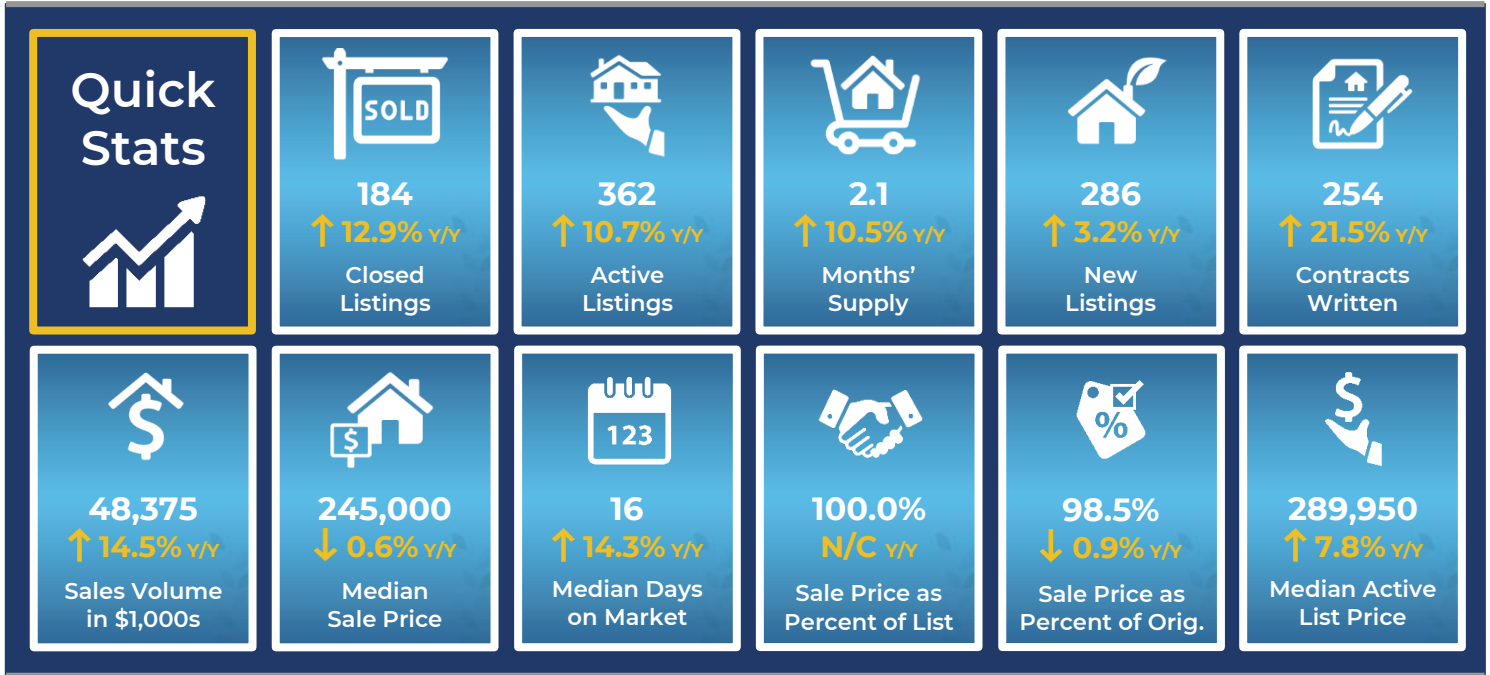 Quick
Stats
SOLD
184
↑ 12.9% Y/Y
Closed
Listings
362
↑ 10.7% Y/Y
Active
Listings
2.1
↑ 10.5% Y/Y
Months’
Supply
286
↑ 3.2% Y/Y
New
Listings
254
↑ 21.5% Y/Y
Contracts
Written
$
48,375
↑ 14.5% Y/Y
Sales Volume
in $1,000s
$
245,000
↓ 0.6% Y/Y
Median
Sale Price
123
16
↑ 14.3% Y/Y
Median Days
on Market
100.0%
N/C Y/Y
Sale Price as
Percent of List
%
98.5%
↓ 0.9% Y/Y
Sale Price as
Percent of Orig.
$
289,950
↑ 7.8% Y/Y
Median Active
List Price